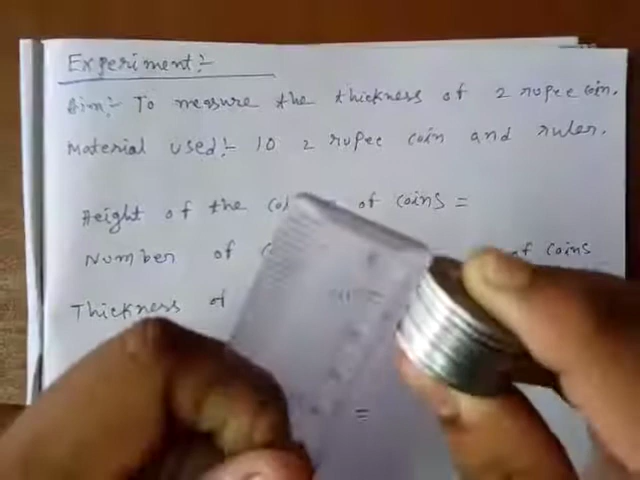 Experiment:-
Aim:- To measure the thickness of 2 rupee coin.
Material used:- 10 2 rupee coin and ruler.
Height of the of coins =
Number of of coins
Thickness of
=